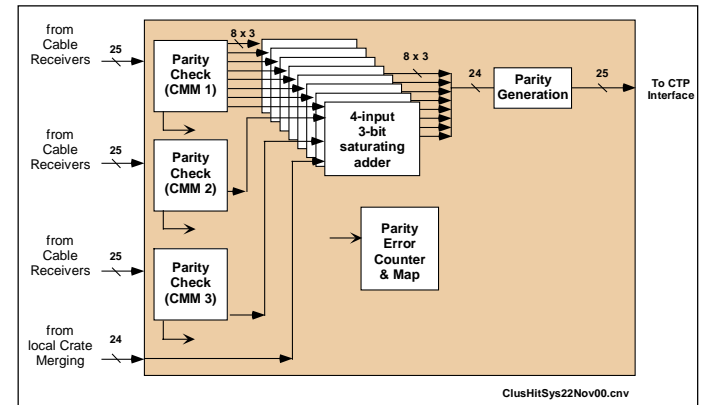 from
Cable
Receivers
25
Parity
Check
(CMM 1)
8 x 3
8 x 3
4-input
3-bit
saturating
adder
24
Parity
Generation
25
To CTP
Interface
from
Cable
Receivers
25
Parity
Check
(CMM 2)
from
Cable
Receivers
25
Parity
Check
(CMM 3)
Parity
Error
Counter
& Map
from
local Crate
Merging
24
ClusHitSys22Nov00.cnv